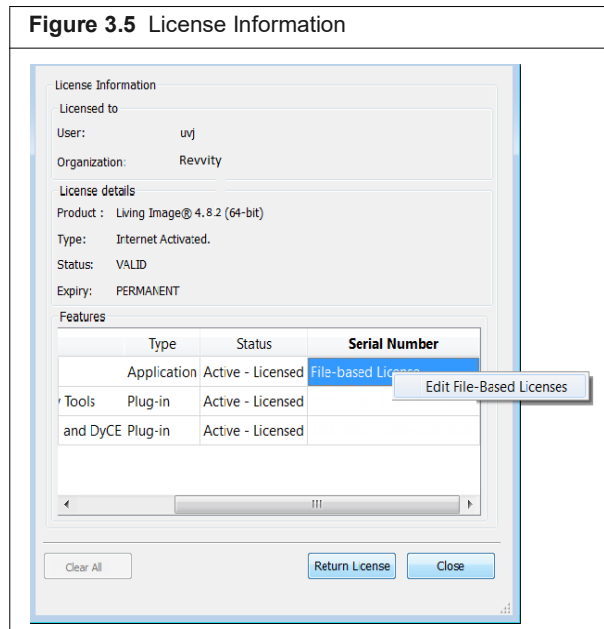 Figure 3.5 License Information
License Information
Licensed to
User: uvj
Organization: Revvity
License details
Product : Living Image® 4.8.2 (64-bit)
Type: Internet Activated.
Status: VALID
Expiry: PERMANENT
Features
Type Status Serial Number
Application Active - Licensed File-based License
Edit File-Based Licenses
Tools Plug-in Active - Licensed
and DyCE Plug-in Active - Licensed
Clear All Return License Close